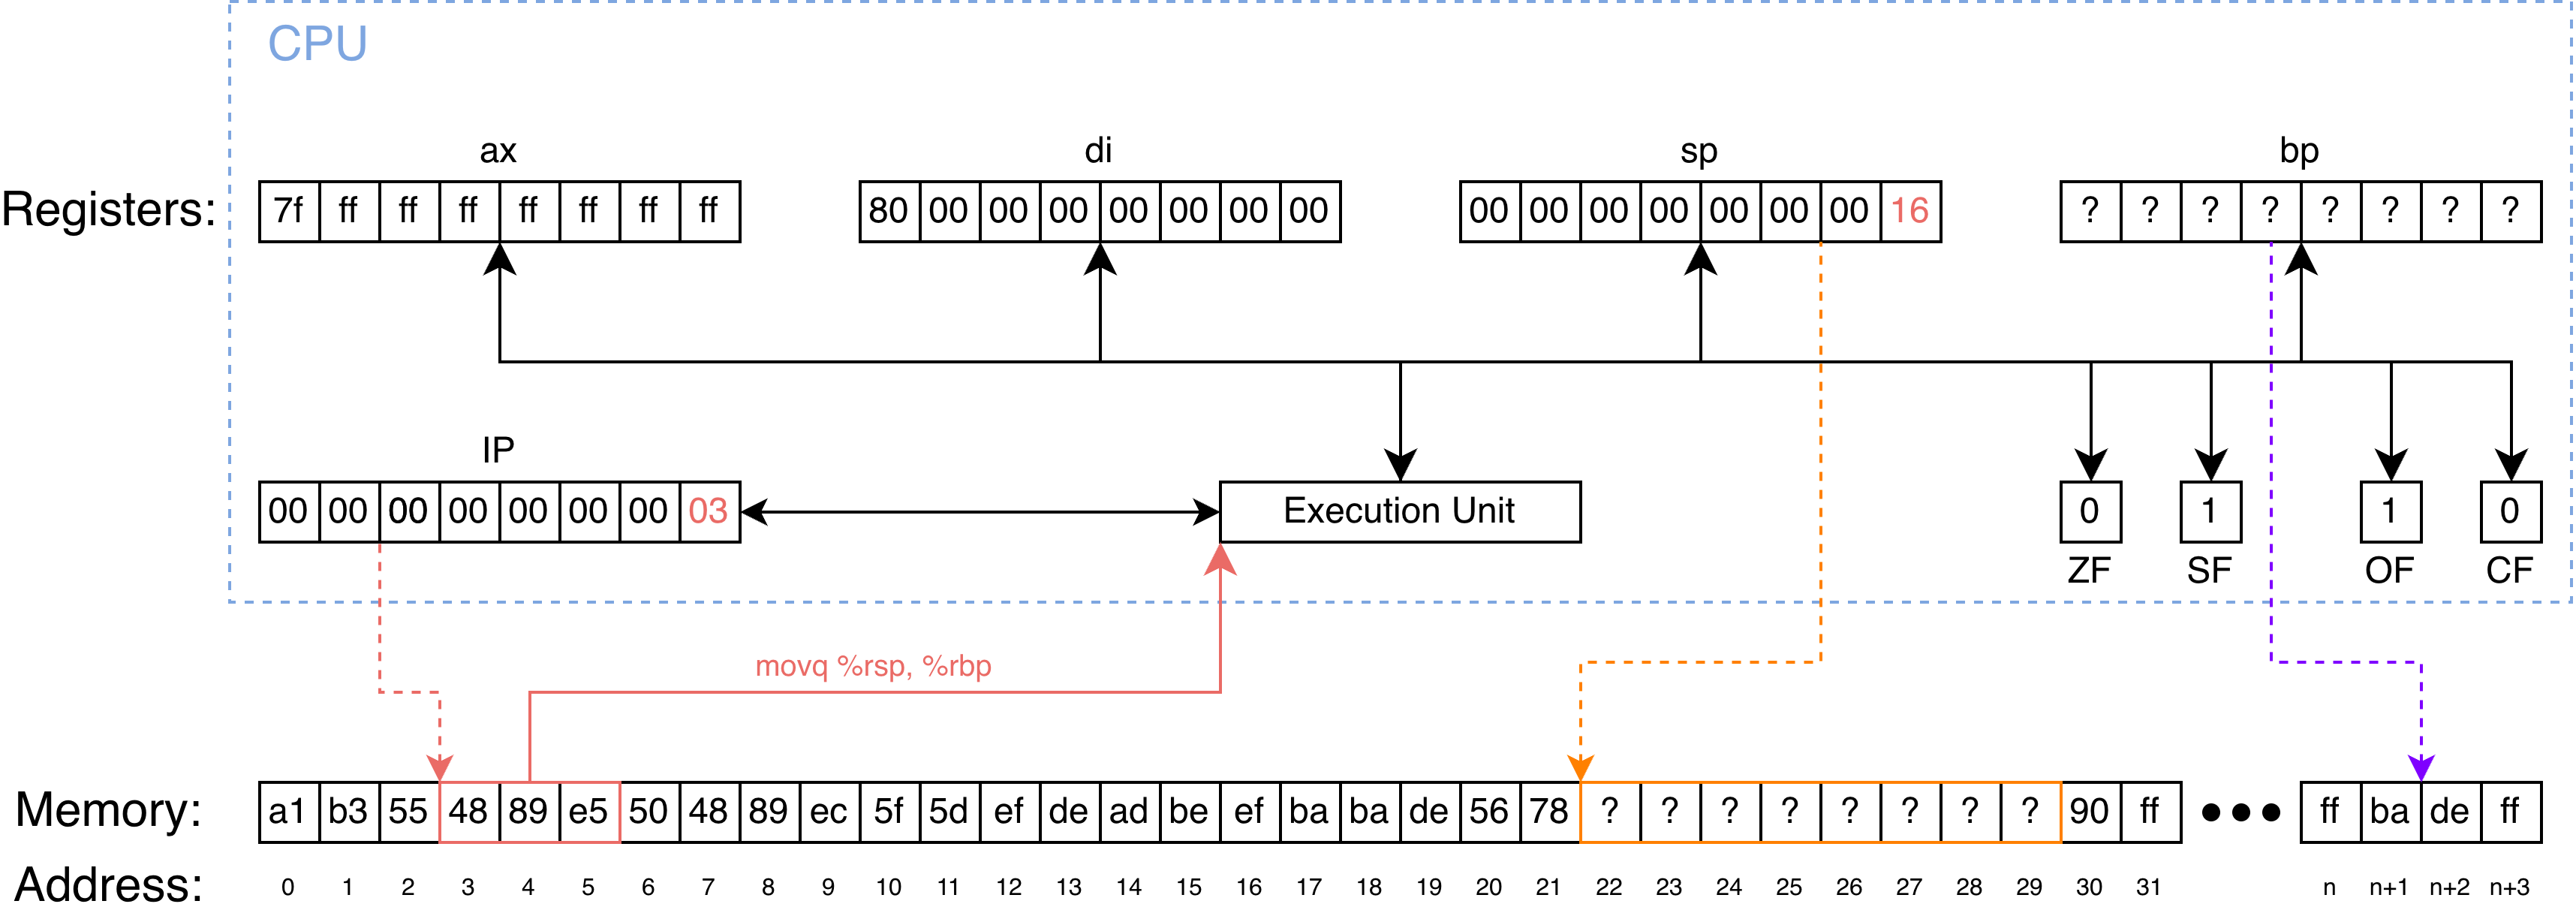 CPU
ax di sp bp
Registers: 7f ff ff ff ff ff ff ff 80 00 00 00 00 00 00 00 00 00 00 00 00 00 00 16 ? ? ? ? ? ? ? ?
IP
00 00 00 00 00 00 00 03 Execution Unit 0 1 1 0
ZF SF OF CF
movq %rsp, %rbp
Memory: a1 b3 55 48 89 e5 50 48 89 ec 5f 5d ef de ad be ef ba ba de 56 78 ? ? ? ? ? ? ? ? 90 ff ●●● ff ba de ff
Address: 0 1 2 3 4 5 6 7 8 9 10 11 12 13 14 15 16 17 18 19 20 21 22 23 24 25 26 27 28 29 30 31 n n+1 n+2 n+3